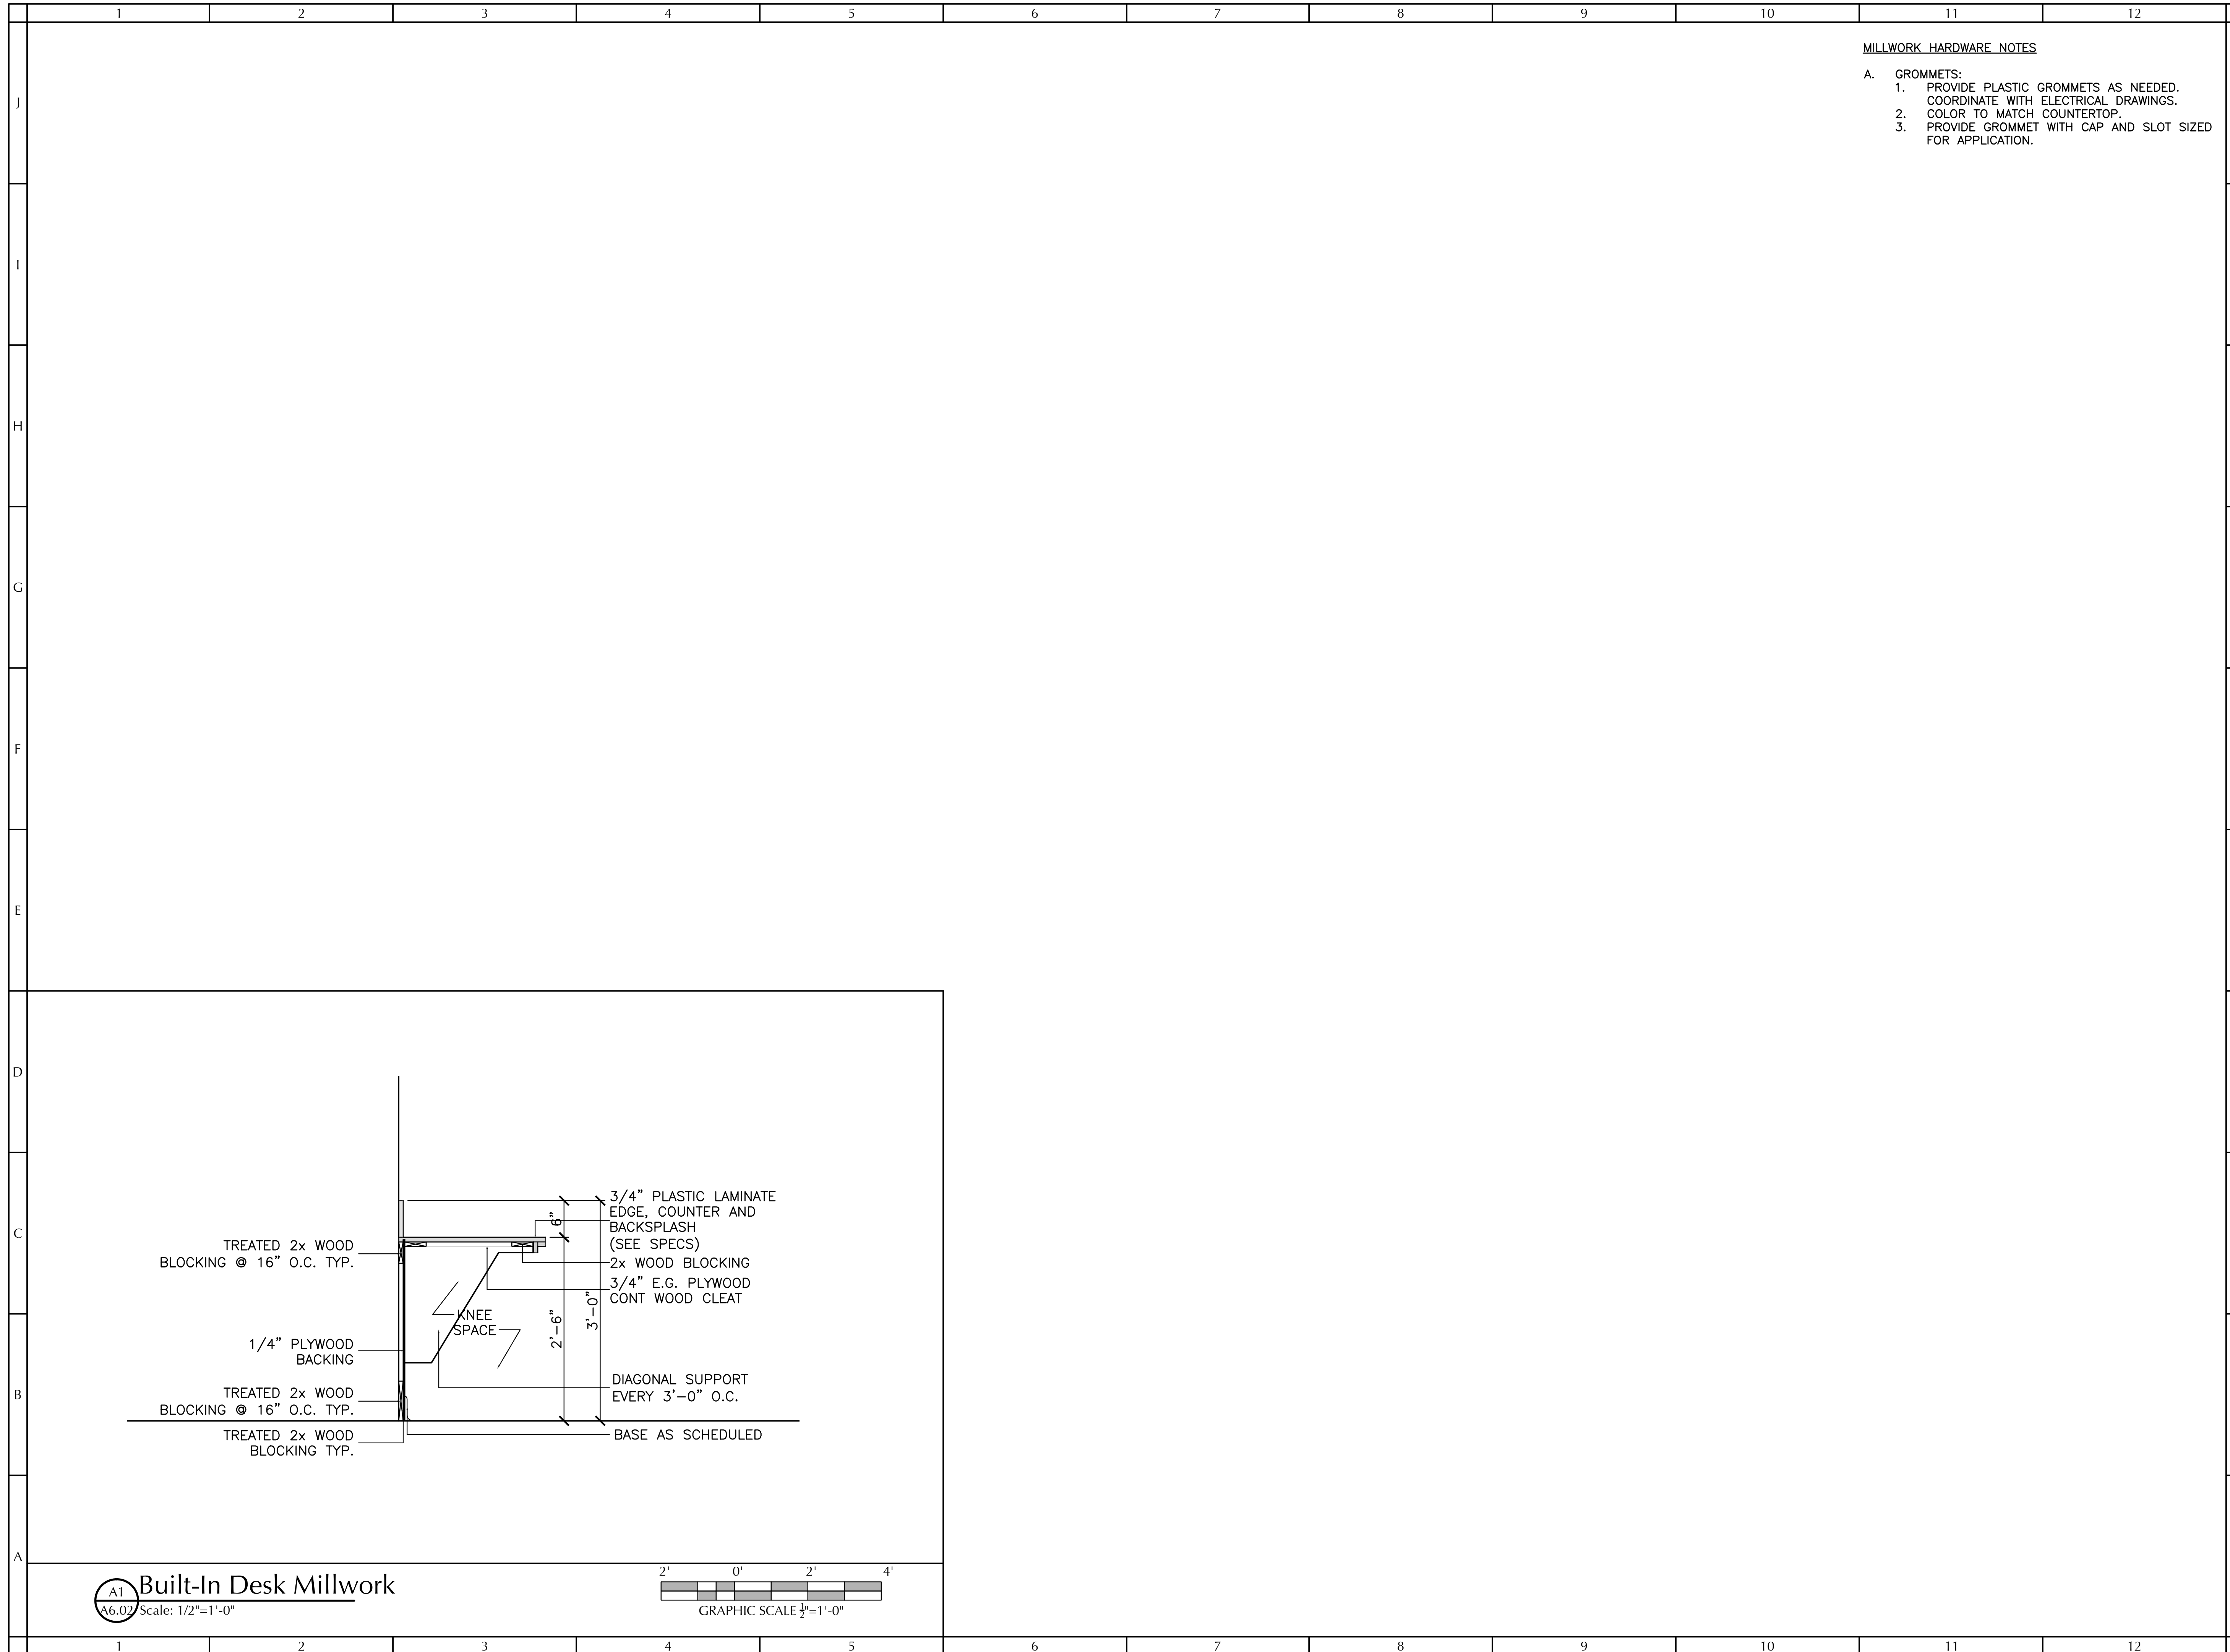 1 2 3 4 5 6 7 8 9 10 11 12
MILLWORK HARDWARE NOTES
A. GROMMETS:
1. PROVIDE PLASTIC GROMMETS AS NEEDED.
COORDINATE WITH ELECTRICAL DRAWINGS.
2. COLOR TO MATCH COUNTERTOP.
3. PROVIDE GROMMET WITH CAP AND SLOT SIZED
FOR APPLICATION.
J
I
H
G
F
E
D
C
B
A
TREATED 2x WOOD
BLOCKING @ 16" O.C. TYP.
1/4" PLYWOOD
BACKING
TREATED 2x WOOD
BLOCKING @ 16" O.C. TYP.
TREATED 2x WOOD
BLOCKING TYP.
KNEE
SPACE
6"
2'-6"
3'-0"
3/4" PLASTIC LAMINATE
EDGE, COUNTER AND
BACKSPLASH
(SEE SPECS)
2x WOOD BLOCKING
3/4" E.G. PLYWOOD
CONT WOOD CLEAT
DIAGONAL SUPPORT
EVERY 3'-0" O.C.
BASE AS SCHEDULED
A1
A6.02
Built-In Desk Millwork
Scale: 1/2"=1'-0"
2' 0' 2' 4'
GRAPHIC SCALE 1/2"=1'-0"
1 2 3 4 5 6 7 8 9 10 11 12